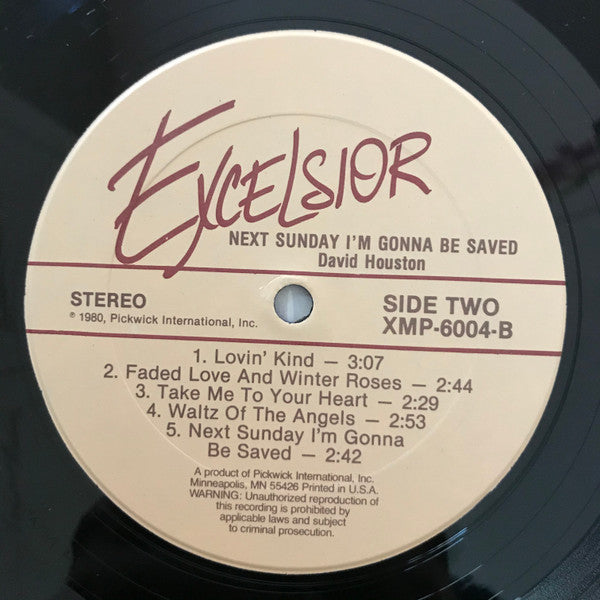 EXCELSIOR
NEXT SUNDAY I'M GONNA BE SAVED
David Houston
STEREO
℗ 1980, Pickwick International, Inc.
SIDE TWO
XMP-6004-B
1. Lovin' Kind — 3:07
2. Faded Love And Winter Roses — 2:44
3. Take Me To Your Heart — 2:29
4. Waltz Of The Angels — 2:53
5. Next Sunday I'm Gonna
Be Saved — 2:42
A product of Pickwick International, Inc.
Minneapolis, MN 55426 Printed in U.S.A.
WARNING: Unauthorized reproduction of
this recording is prohibited by
applicable laws and subject
to criminal prosecution.